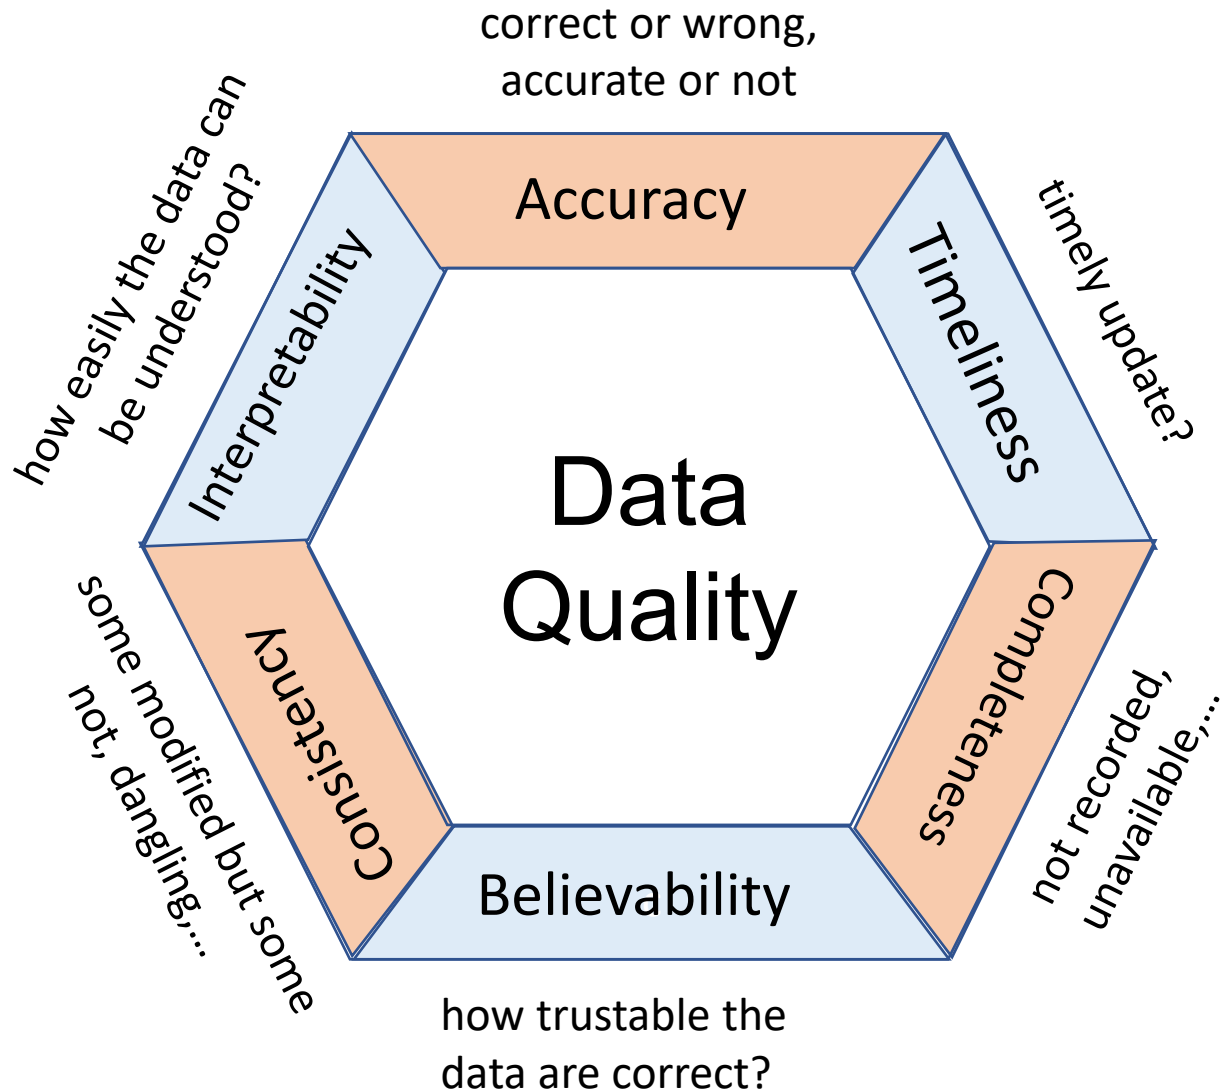 correct or wrong,
accurate or not
Accuracy
how easily the data can
be understood?
Interpretability
Timeliness
timely update?
Data
Quality
some modified but some
not, dangling,...
Consistency
Completeness
not recorded,
unavailable,...
Believability
how trustable the
data are correct?